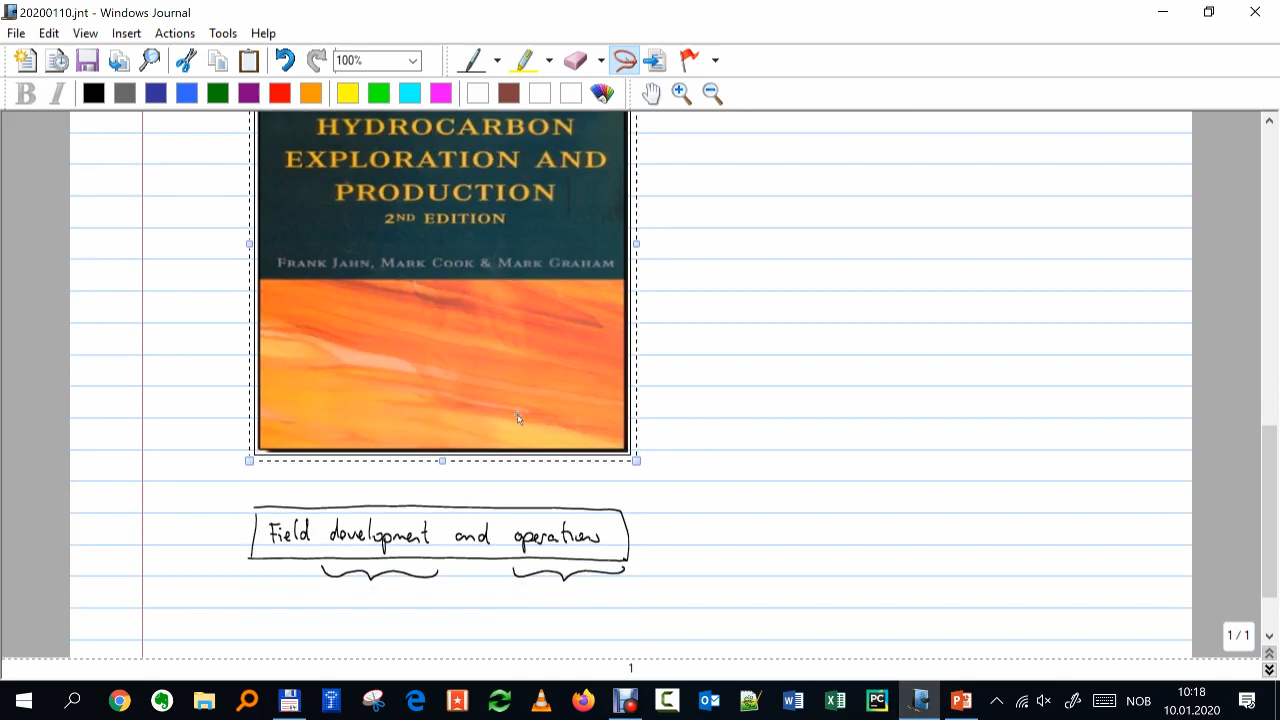 20200110.jnt - Windows Journal
File Edit View Insert Actions Tools Help
100%
B I
HYDROCARBON
EXPLORATION AND
PRODUCTION
2ND EDITION
FRANK JAHN, MARK COOK & MARK GRAHAM
Field development and operations
1 / 1
1
NOB
10:18
10.01.2020